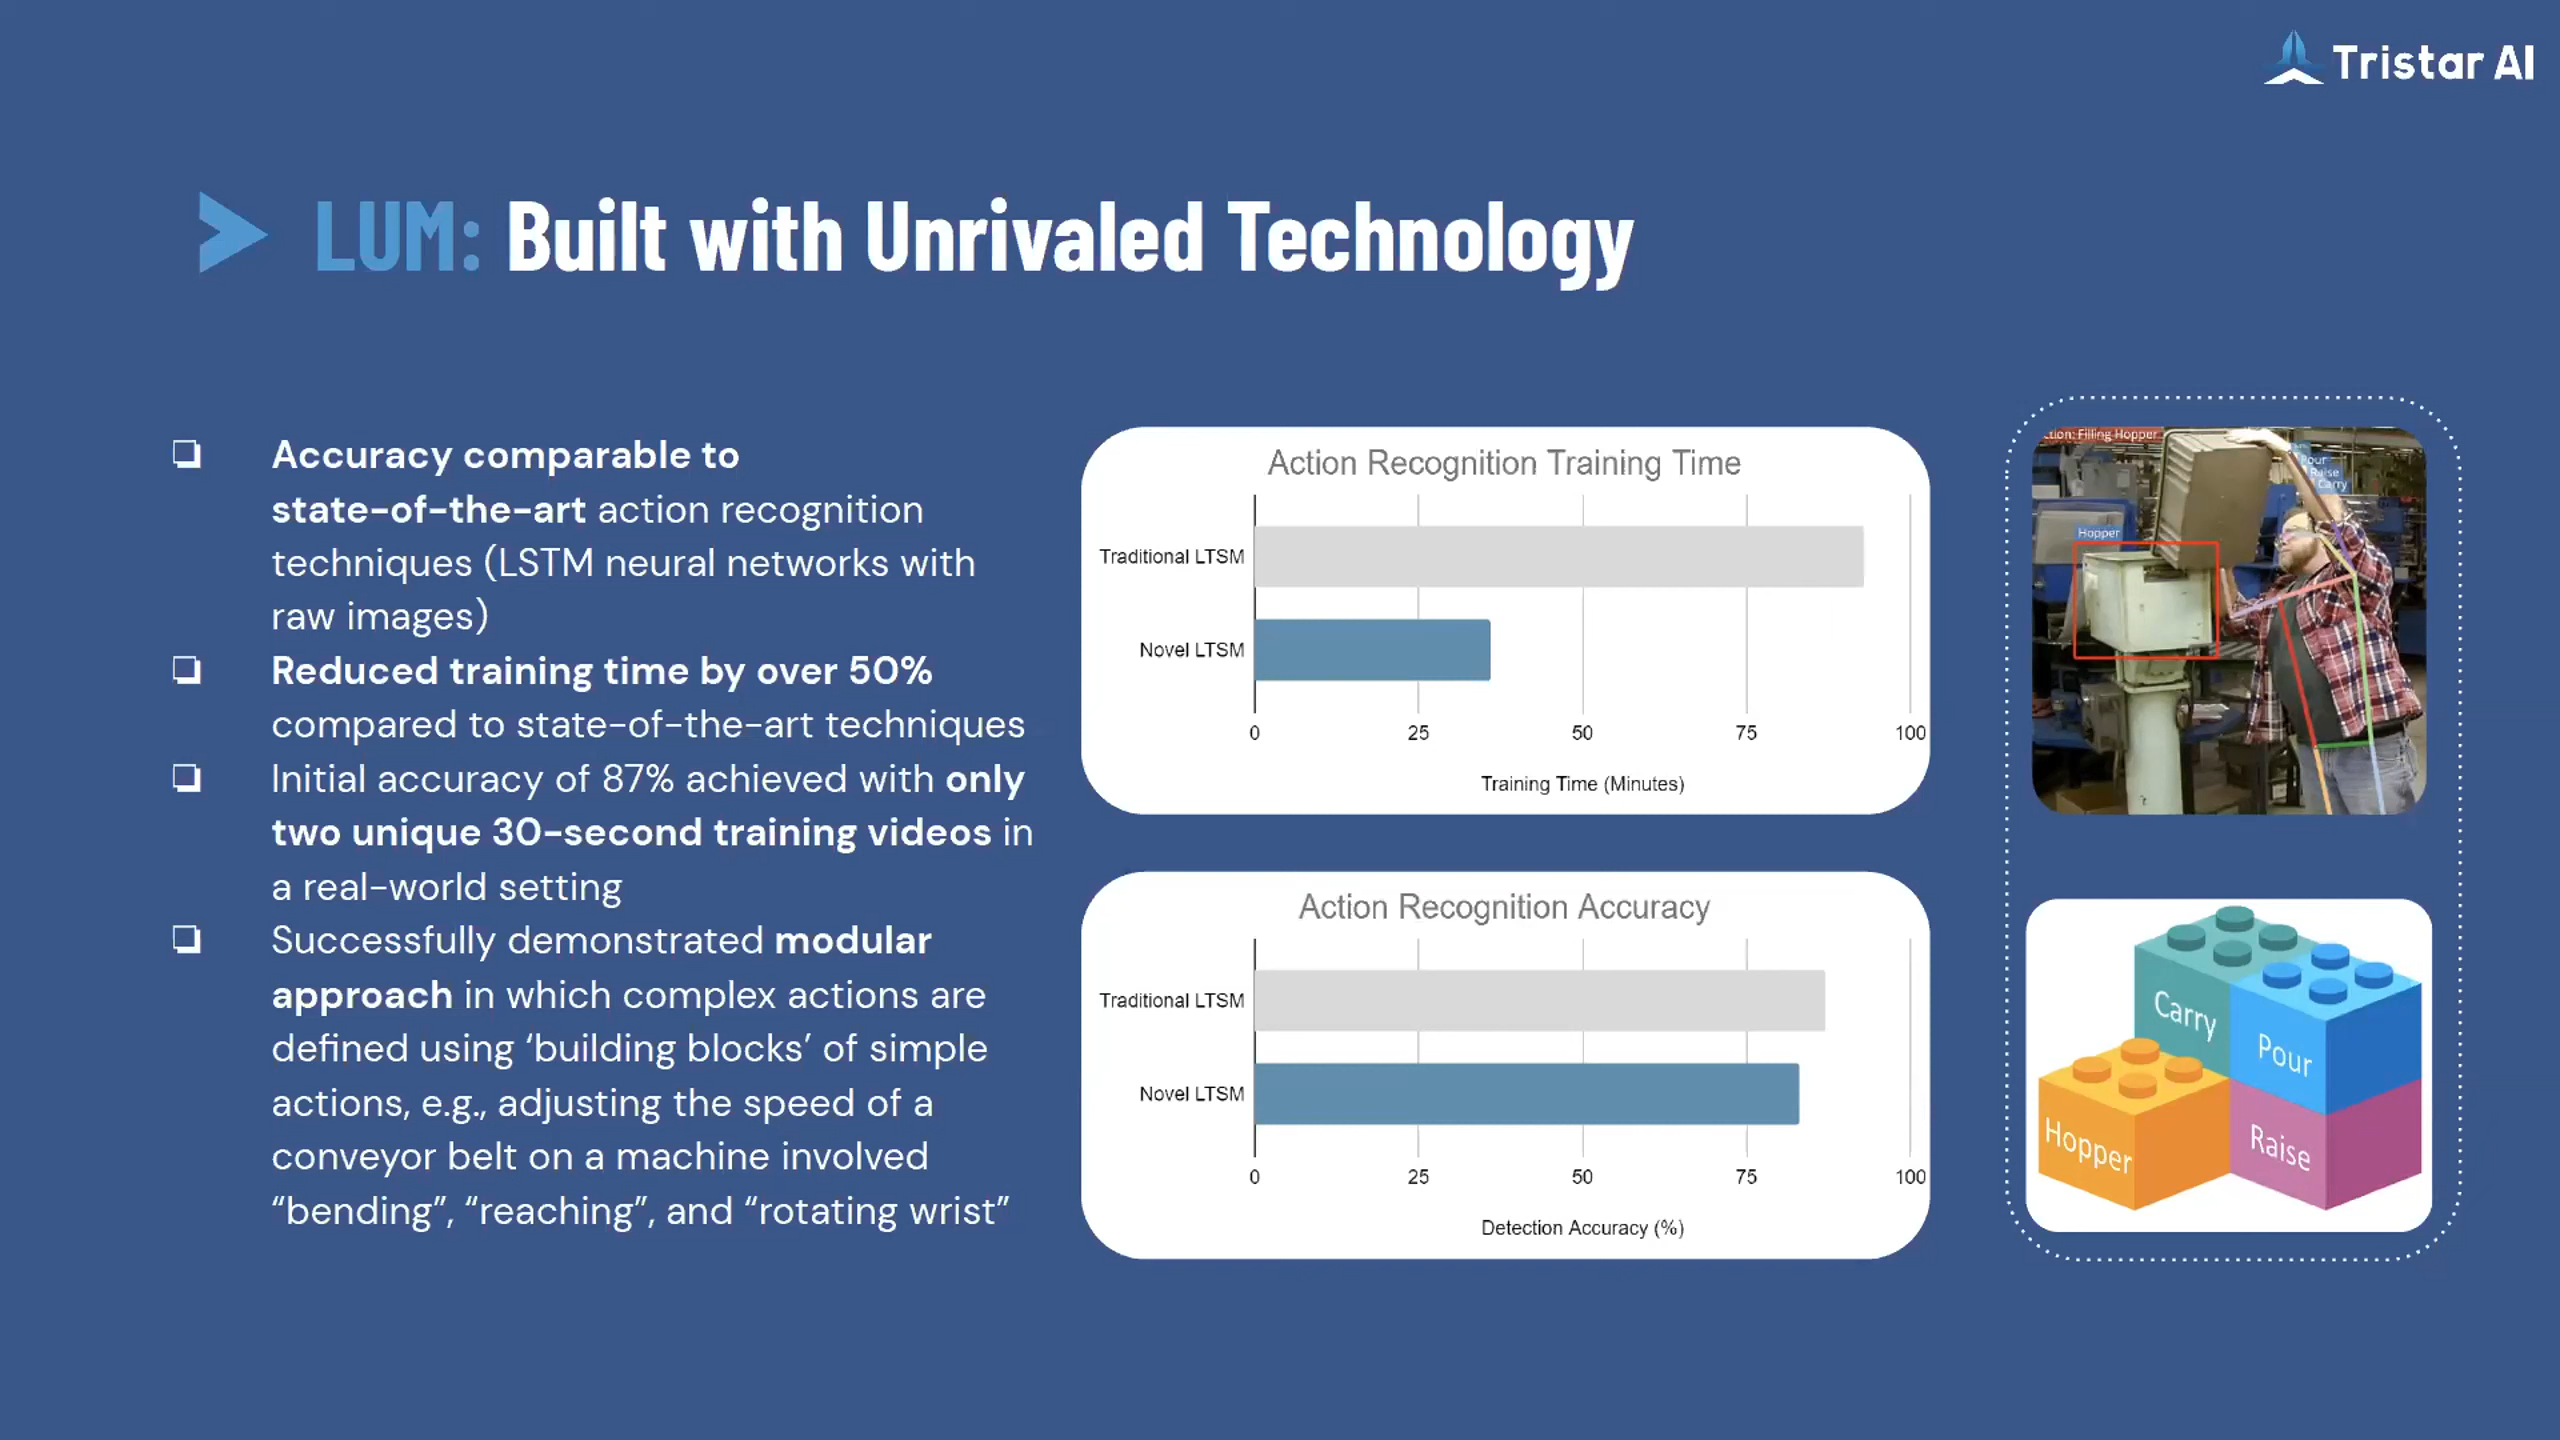 Tristar AI
LUM: Built with Unrivaled Technology
Accuracy comparable to
state-of-the-art action recognition
techniques (LSTM neural networks with
raw images)
Reduced training time by over 50%
compared to state-of-the-art techniques
Initial accuracy of 87% achieved with only
two unique 30-second training videos in
a real-world setting
Successfully demonstrated modular
approach in which complex actions are
defined using ‘building blocks’ of simple
actions, e.g., adjusting the speed of a
conveyor belt on a machine involved
“bending”, “reaching”, and “rotating wrist”
Action Recognition Training Time
Traditional LTSM
Novel LTSM
0 25 50 75 100
Training Time (Minutes)
Action Recognition Accuracy
Traditional LTSM
Novel LTSM
0 25 50 75 100
Detection Accuracy (%)
ction: Filling Hopper
Pour
Raise
Carry
Hopper
Carry
Pour
Hopper
Raise